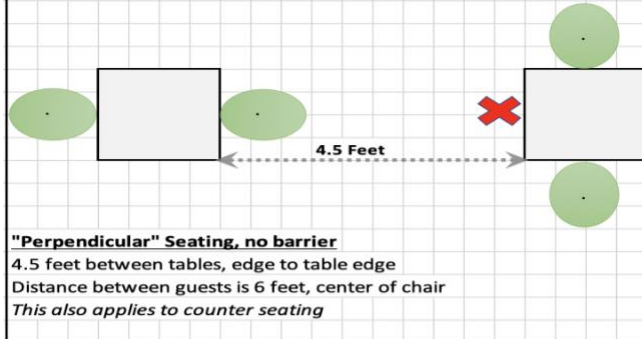 4.5 Feet
"Perpendicular" Seating, no barrier
4.5 feet between tables, edge to table edge
Distance between guests is 6 feet, center of chair
This also applies to counter seating